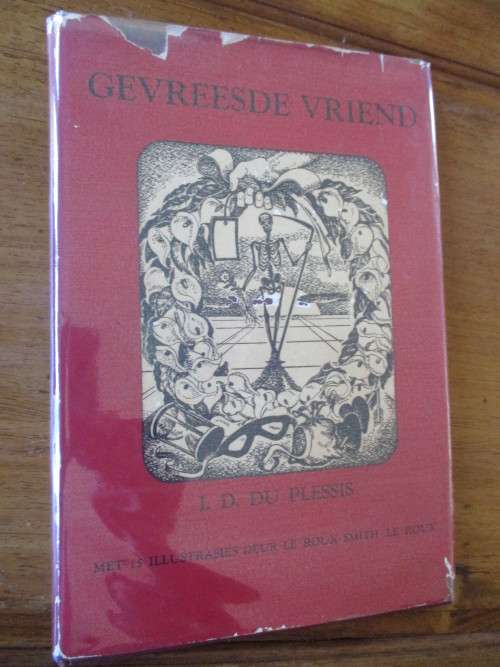 GEVREESDE VRIEND
I. D. DU PLESSIS
MET 15 ILLUSTRASIES DEUR LE ROUX SMITH LE ROUX